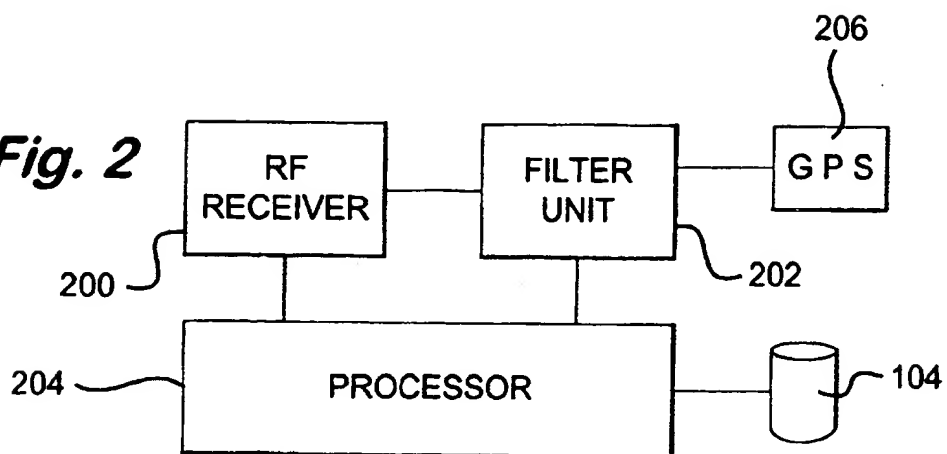 206
Fig. 2
RF
RECEIVER
FILTER
UNIT
GPS
200
202
204
PROCESSOR
104